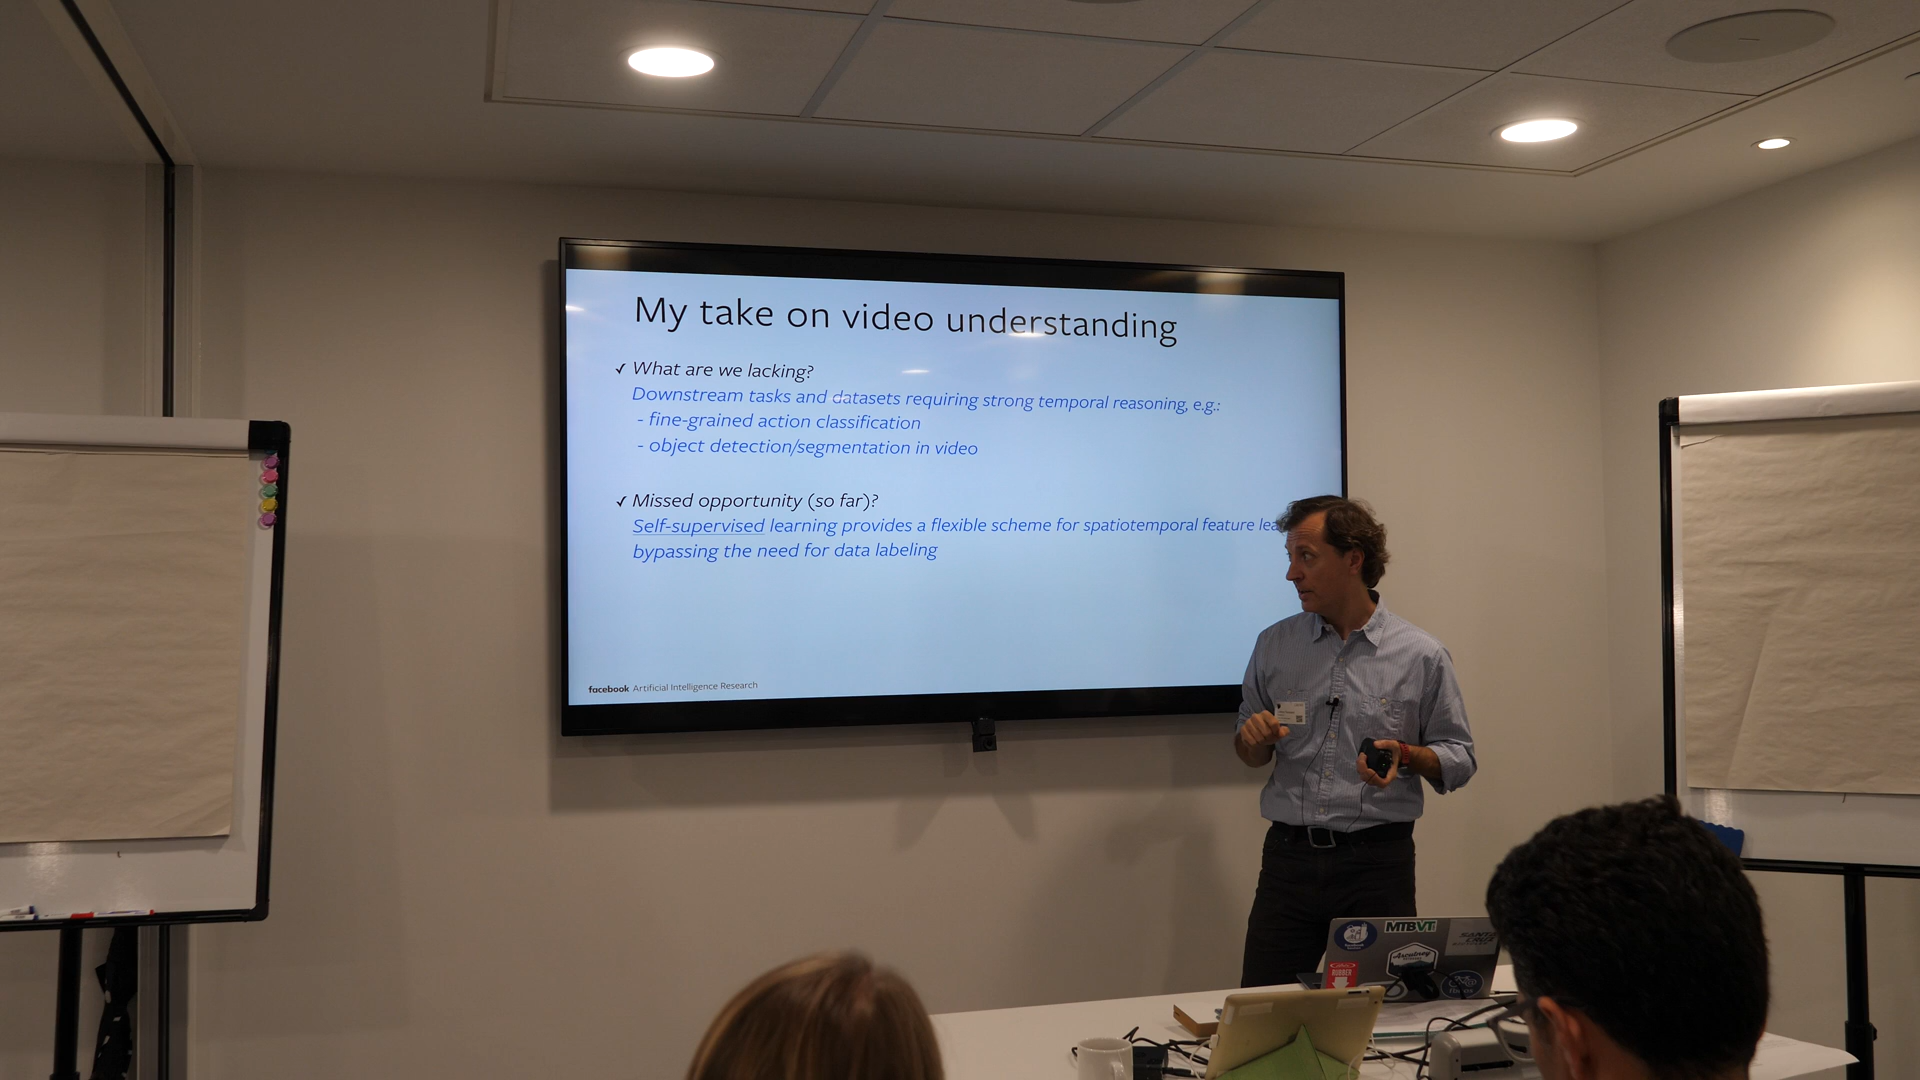 My take on video understanding
✓ What are we lacking?
Downstream tasks and datasets requiring strong temporal reasoning, e.g.:
- fine-grained action classification
- object detection/segmentation in video
✓ Missed opportunity (so far)?
Self-supervised learning provides a flexible scheme for spatiotemporal feature
bypassing the need for data labeling
facebook Artificial Intelligence Research
MTBVT
SANTA CRUZ
RUBBER